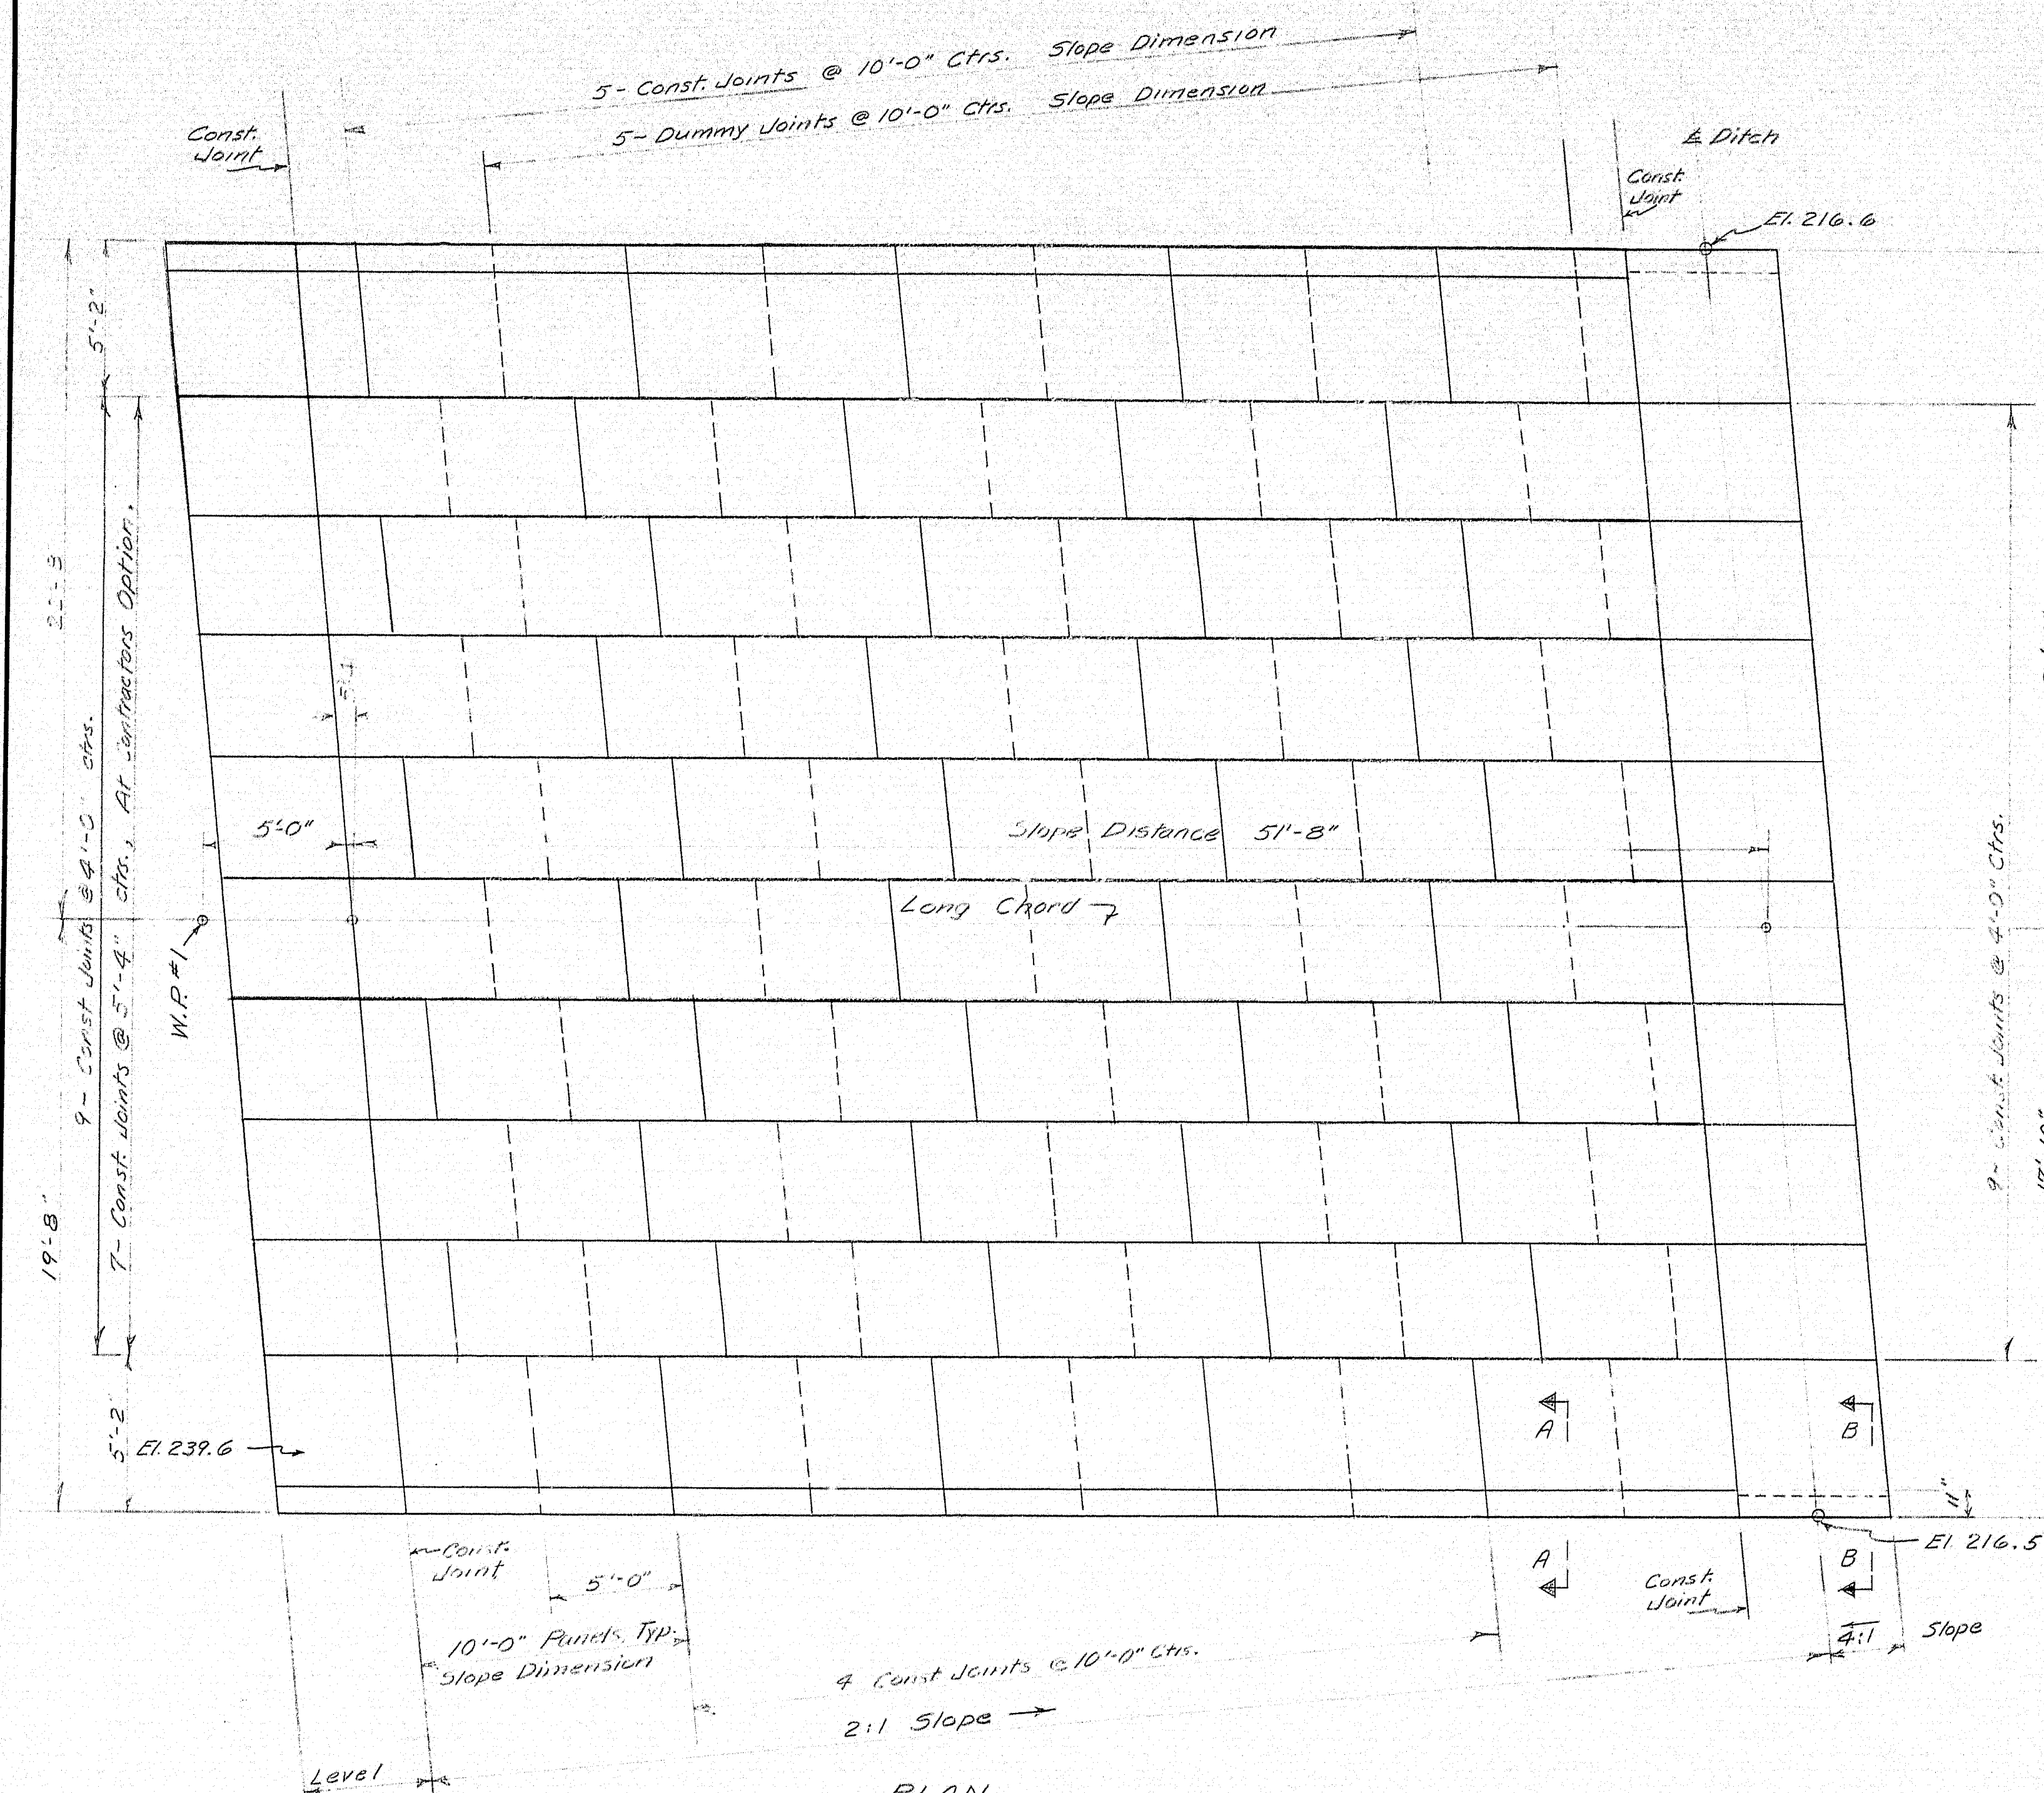 5- Const. Joints @ 10'-0" Ctrs. Slope Dimension
5- Dummy Joints @ 10'-0" Ctrs. Slope Dimension
Const.
Joint
℄ Ditch
Const.
Joint
El. 216.6
5'-2"
9- Const Joints @ 4'-0" ctrs.
7- Const. Joints @ 5'-4" ctrs., At Contractors Option.
5'-0"
Slope Distance 51'-8"
Long Chord
W.P. #1
9- Const. Joints @ 4'-0" Ctrs.
19'-8"
5'-2"
El. 239.6
A
B
11"
El. 216.5
Const.
Joint
5'-0"
A
B
Const.
Joint
10'-0" Panels, Typ.
Slope Dimension
4 Const Joints @ 10'-0" Ctrs.
4:1 Slope
2:1 Slope
Level
PLAN